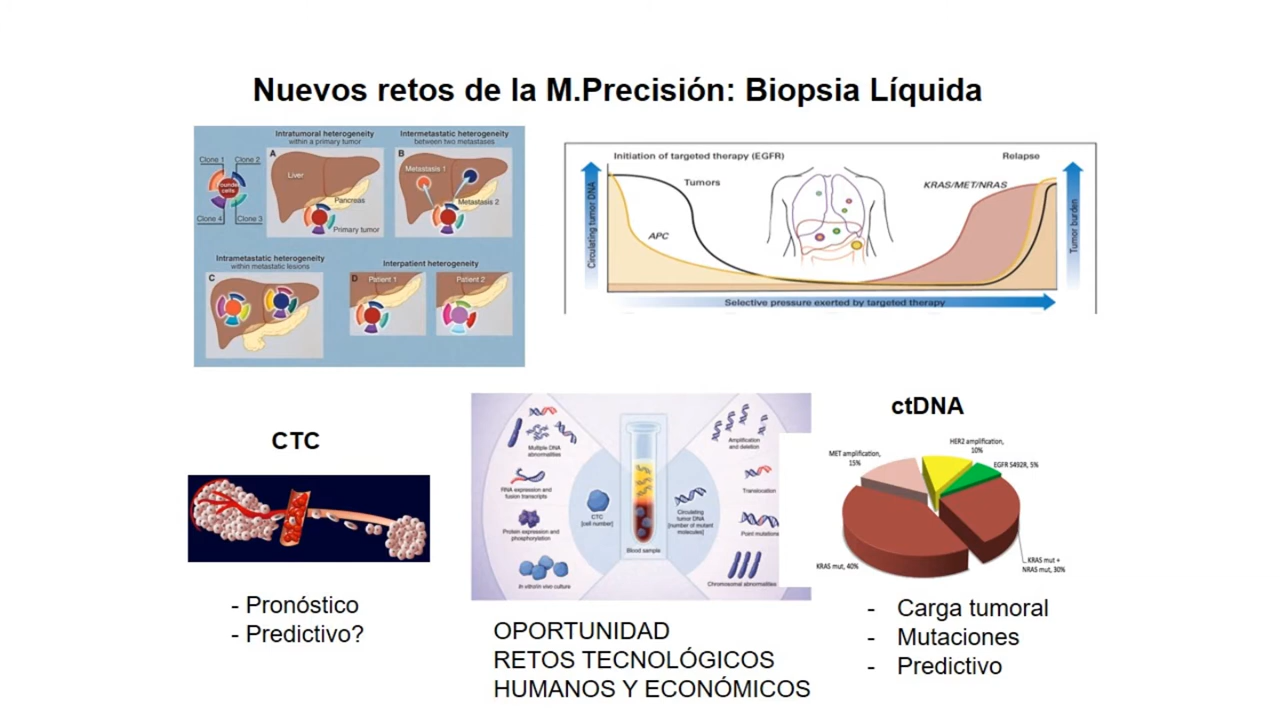 Nuevos retos de la M.Precisión: Biopsia Líquida
Intratumoral heterogeneity
within a primary tumor
Intermetastatic heterogeneity
between two metastases
Clone 1
Clone 2
Founder
cells
Clone 4
Clone 3
A
Liver
Pancreas
Primary tumor
B
Metastasis 1
Metastasis 2
Intrametastatic heterogeneity
within metastatic lesions
Interpatient heterogeneity
C
D
Patient 1
Patient 2
Initiation of targeted therapy (EGFR)
Relapse
Circulating tumor DNA
Tumors
APC
KRAS/MET/NRAS
Tumor burden
Selective pressure exerted by targeted therapy
CTC
- Pronóstico
- Predictivo?
Multiple DNA
abnormalities
RNA expression and
fusion transcripts
Protein expression and
phosphorylation
In vitro/in vivo culture
CTC
[cell number]
Blood sample
Circulating
tumor DNA
[number of mutant
molecules]
Amplification
and deletion
Translocation
Point mutations
Chromosomal abnormalities
OPORTUNIDAD
RETOS TECNOLÓGICOS
HUMANOS Y ECONÓMICOS
ctDNA
MET amplification,
15%
HER2 amplification,
10%
EGFR S492R, 5%
KRAS mut, 40%
KRAS mut +
NRAS mut, 30%
- Carga tumoral
- Mutaciones
- Predictivo